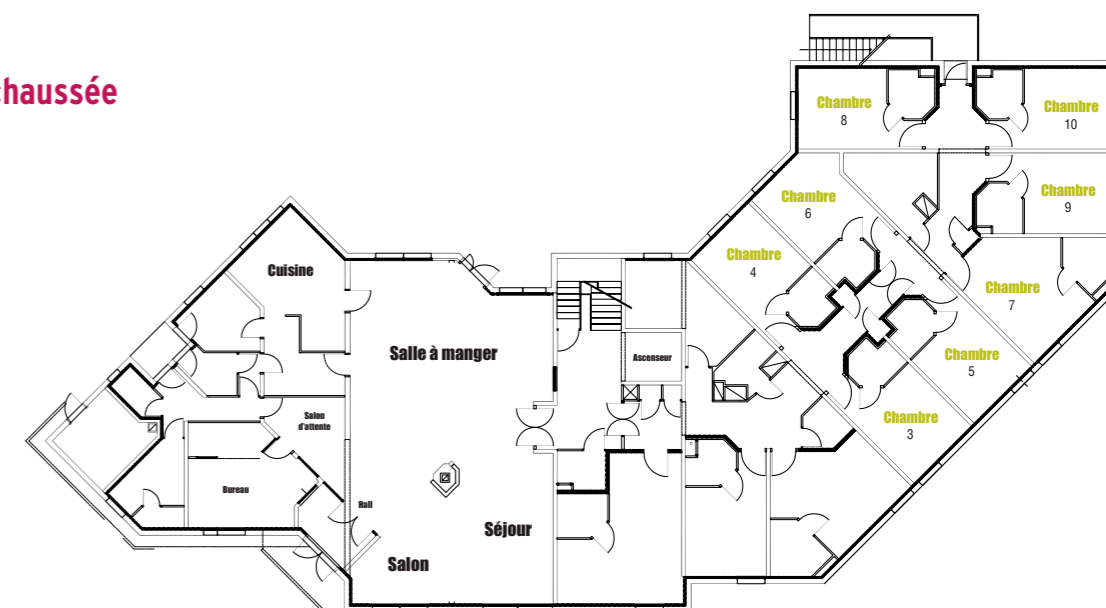 chaussée
Chambre
8
Chambre
10
Chambre
6
Chambre
9
Chambre
4
Cuisine
Chambre
7
Salle à manger
Ascenseur
Chambre
5
Salon
d'attente
Chambre
3
Bureau
Hall
Séjour
Salon